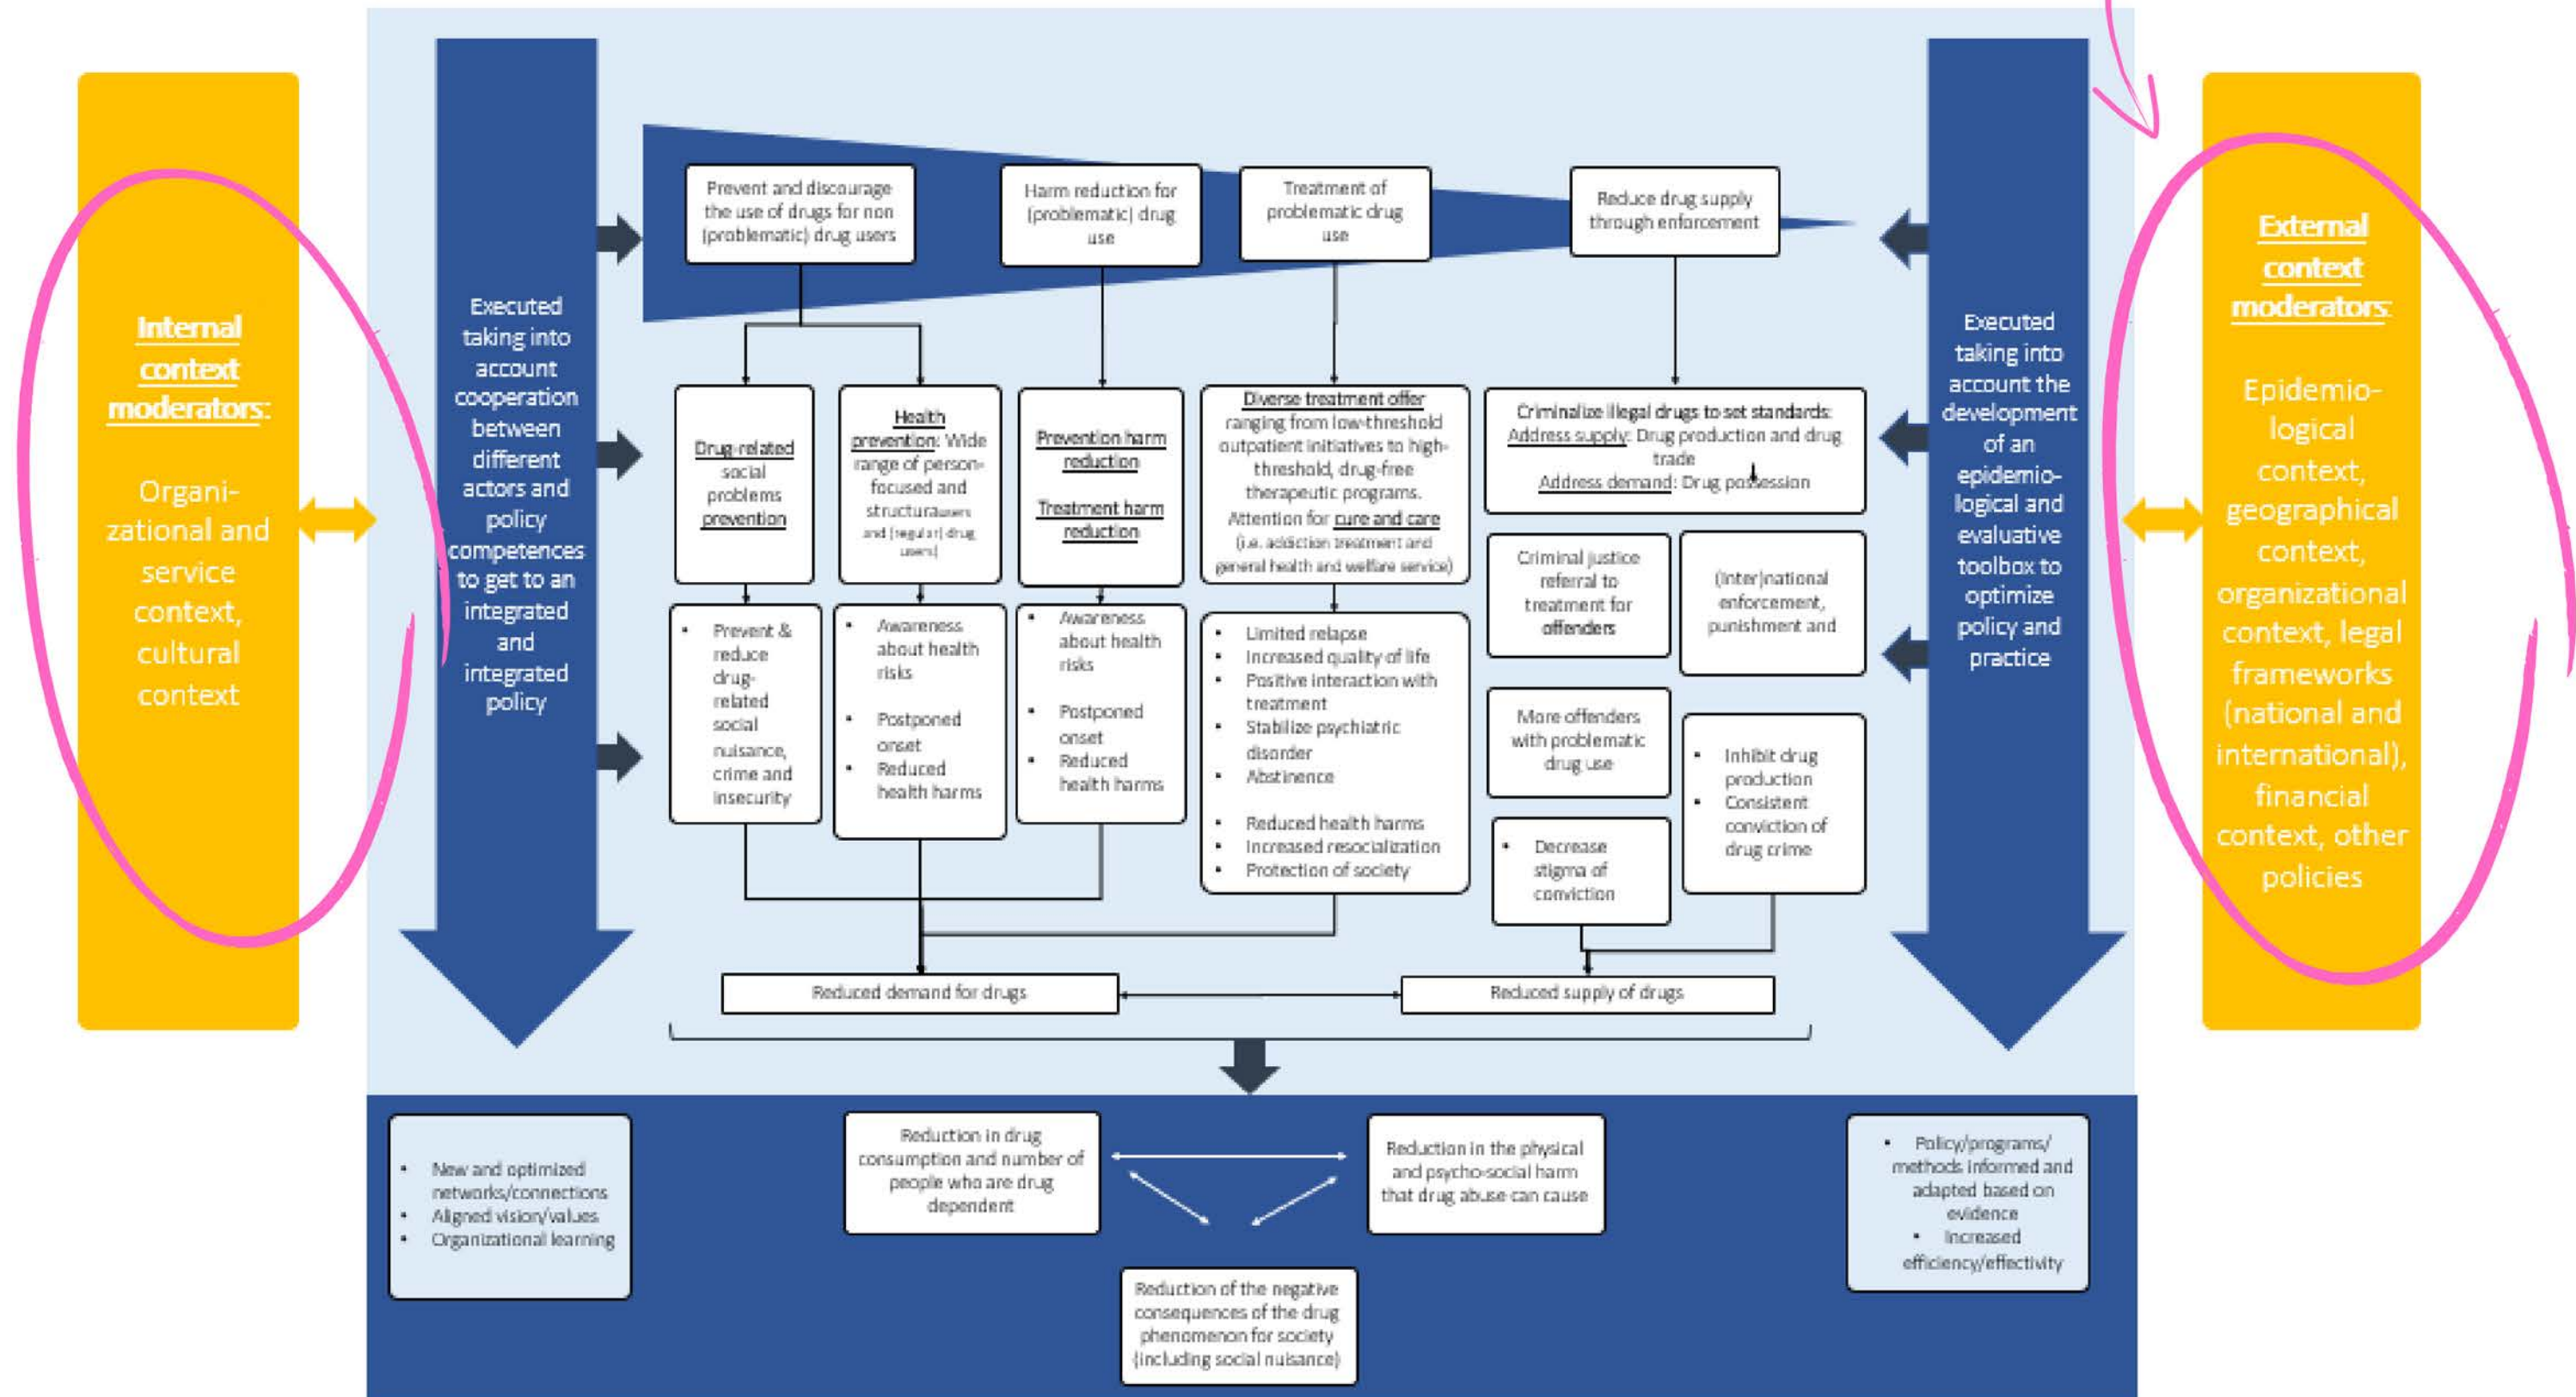 Internal
context
moderators:
Organi-
zational and
service
context,
cultural
context
Executed
taking into
account
cooperation
between
different
actors and
policy
competences
to get to an
integrated
and
integrated
policy
Prevent and discourage
the use of drugs for non
(problematic) drug users
Harm reduction for
(problematic) drug
use
Treatment of
problematic drug
use
Reduce drug supply
through enforcement
Drug-related
social
problems
prevention
Health
prevention: Wide
range of person-
focused and
structurausers
and (regular) drug
users)
Prevention harm
reduction
Treatment harm
reduction
Diverse treatment offer
ranging from low-threshold
outpatient initiatives to high-
threshold, drug-free
therapeutic programs.
Attention for cure and care
(i.e. addiction treatment and
general health and welfare service)
Criminalize illegal drugs to set standards:
Address supply: Drug production and drug
trade
Address demand: Drug possession
Criminal justice
referral to
treatment for
offenders
(Inter)national
enforcement,
punishment and
• Prevent &
reduce
drug-
related
social
nuisance,
crime and
insecurity
• Awareness
about health
risks
• Postponed
onset
• Reduced
health harms
• Awareness
about health
risks
• Postponed
onset
• Reduced
health harms
• Limited relapse
• Increased quality of life
• Positive interaction with
treatment
• Stabilize psychiatric
disorder
• Abstinence
• Reduced health harms
• Increased resocialization
• Protection of society
More offenders
with problematic
drug use
• Inhibit drug
production
• Consistent
conviction of
drug crime
• Decrease
stigma of
conviction
Reduced demand for drugs
Reduced supply of drugs
Executed
taking into
account the
development
of an
epidemio-
logical and
evaluative
toolbox to
optimize
policy and
practice
External
context
moderators:
Epidemio-
logical
context,
geographical
context,
organizational
context, legal
frameworks
(national and
international),
financial
context, other
policies
• New and optimized
networks/connections
• Aligned vision/values
• Organizational learning
Reduction in drug
consumption and number of
people who are drug
dependent
Reduction in the physical
and psycho-social harm
that drug abuse can cause
Reduction of the negative
consequences of the drug
phenomenon for society
(including social nuisance)
• Policy/programs/
methods informed and
adapted based on
evidence
• Increased
efficiency/effectivity